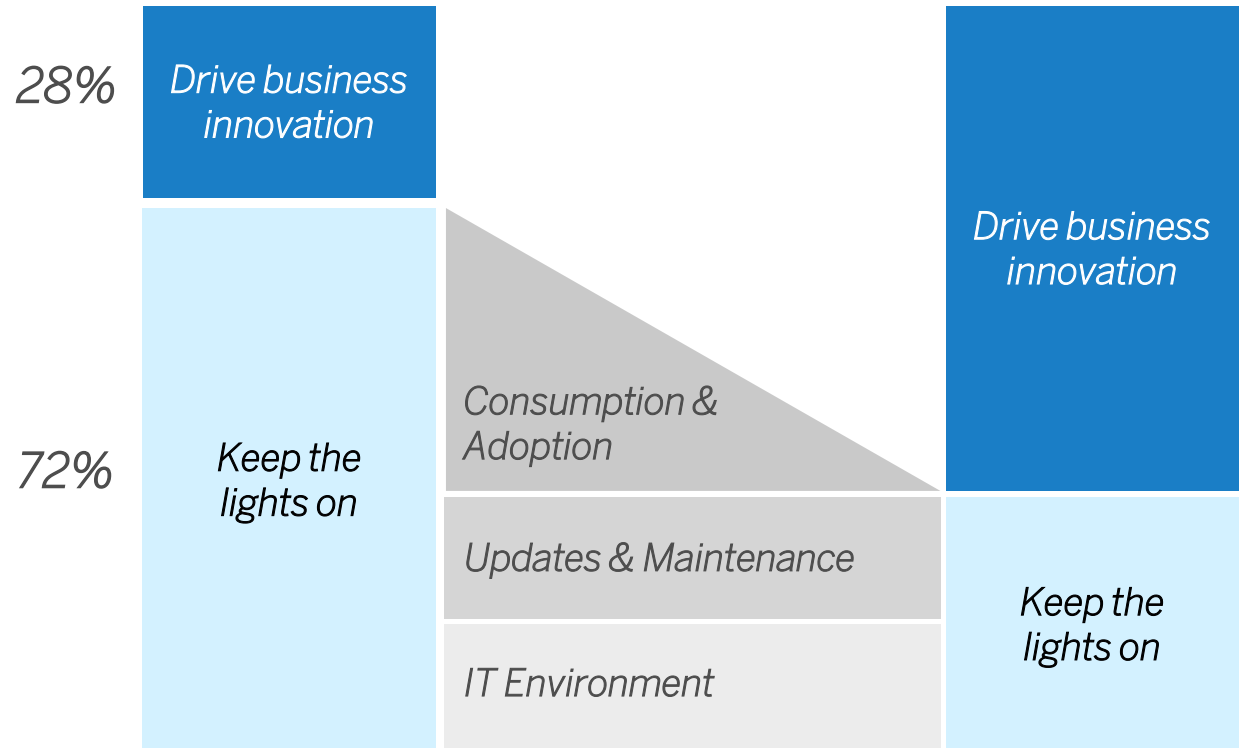 28%
Drive business
innovation
72%
Keep the
lights on
Consumption &
Adoption
Updates & Maintenance
IT Environment
Drive business
innovation
Keep the
lights on